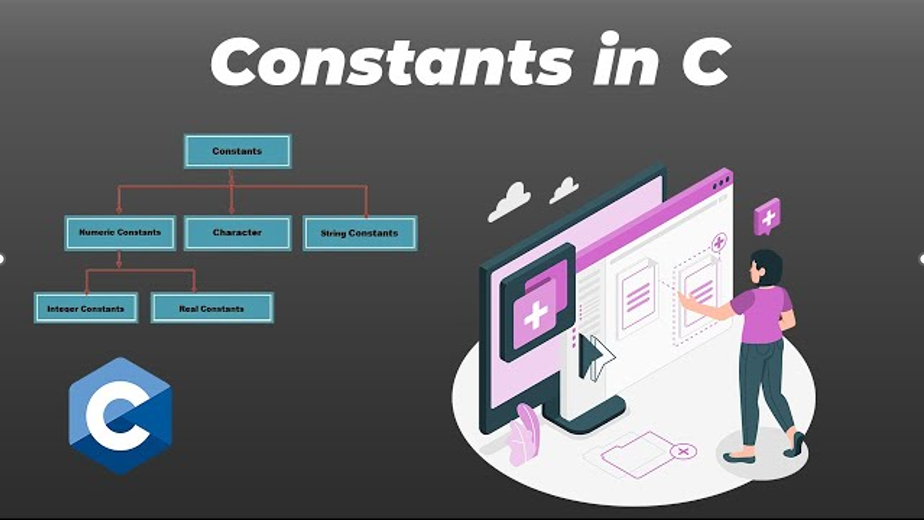 Constants in C
Constants
Numeric Constants
Character
String Constants
Integer Constants
Real Constants
C